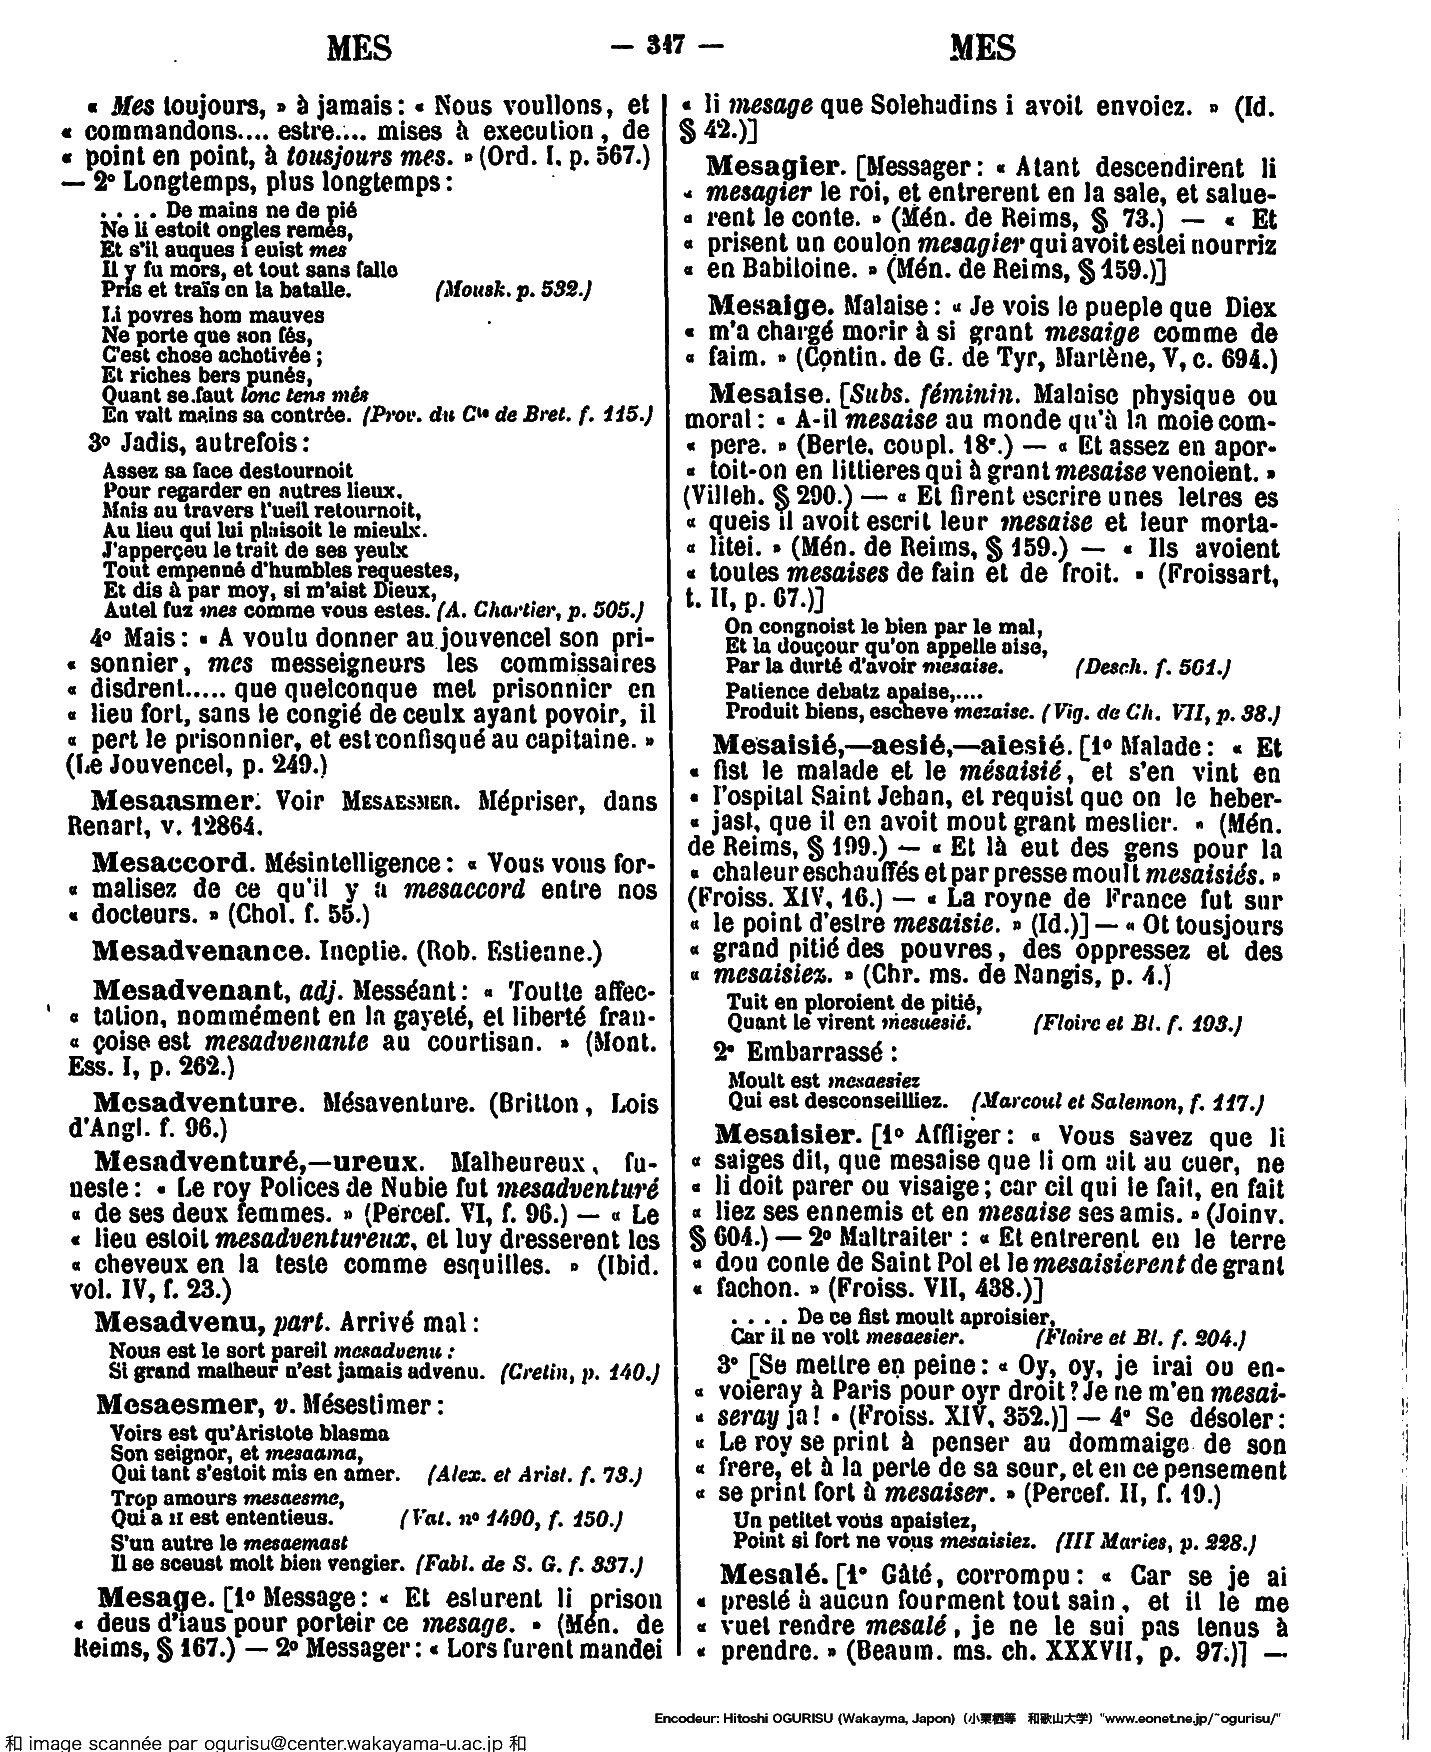 MES — 347 — MES
« Mes toujours, » à jamais : « Nous voullons, et
« commandons.... estre.... mises à execution, de
« point en point, à tousjours mes. » (Ord. I, p. 567.)
— 2º Longtemps, plus longtemps :
. . . . De mains ne de pié
Ne li estoit ongles remés,
Et s'il auques i euist mes
Il y fu mors, et tout sans falle
Pris et traïs en la batalle. (Mousk. p. 532.)
Li povres hom mauves
Ne porte que son fés,
C'est chose achotivée ;
Et riches bers punés,
Quant se faut lonc tens més
En valt mains sa contrée. (Prov. du Cte de Bret. f. 115.)
3º Jadis, autrefois :
Assez sa face destournoit
Pour regarder en autres lieux,
Mais au travers l'ueil retournoit,
Au lieu qui lui plaisoit le mieulx.
J'apperçeu le trait de ses yeulx
Tout empenné d'humbles requestes,
Et dis à par moy, si m'aist Dieux,
Autel fuz mes comme vous estes. (A. Chartier, p. 505.)
4º Mais : « A voulu donner au jouvencel son pri-
« sonnier, mes messeigneurs les commissaires
« disdrent..... que quelconque met prisonnier en
« lieu fort, sans le congié de ceulx ayant povoir, il
« pert le prisonnier, et est confisqué au capitaine. »
(Le Jouvencel, p. 249.)
Mesaasmer. Voir MESAESMER. Mépriser, dans
Renart, v. 12864.
Mesaccord. Mésintelligence : « Vous vous for-
« malisez de ce qu'il y a mesaccord entre nos
« docteurs. » (Chol. f. 55.)
Mesadvenance. Ineptie. (Rob. Estienne.)
Mesadvenant, adj. Messéant : « Toutte affec-
« tation, nommément en la gayeté, et liberté fran-
« çoise est mesadvenante au courtisan. » (Mont.
Ess. I, p. 262.)
Mesadventure. Mésaventure. (Britton, Lois
d'Angl. f. 96.)
Mesadventuré,—ureux. Malheureux, fu-
neste : « Le roy Polices de Nubie fut mesadventuré
« de ses deux femmes. » (Percef. VI, f. 96.) — « Le
« lieu estoit mesadventureux, et luy dresserent les
« cheveux en la teste comme esquilles. » (Ibid.
vol. IV, f. 23.)
Mesadvenu, part. Arrivé mal :
Nous est le sort pareil mesadvenu :
Si grand malheur n'est jamais advenu. (Cretin, p. 140.)
Mesaesmer, v. Mésestimer :
Voirs est qu'Aristote blasma
Son seignor, et mesaama,
Qui tant s'estoit mis en amer. (Alex. et Arist. f. 73.)
Trop amours mesaesme,
Qui a II est ententieus. (Vat. nº 1490, f. 150.)
S'un autre le mesaemast
Il se sceust molt bien vengier. (Fabl. de S. G. f. 337.)
Mesage. [1º Message : « Et eslurent li prison
« deus d'iaus pour porteir ce mesage. » (Mén. de
Reims, § 167.) — 2º Messager : « Lors furent mandei
« li mesage que Solehadins i avoit envoiez. » (Id.
§ 42.)]
Mesagier. [Messager : « Atant descendirent li
« mesagier le roi, et entrerent en la sale, et salue-
« rent le conte. » (Mén. de Reims, § 73.) — « Et
« prisent un coulon mesagier qui avoit estei nourriz
« en Babiloine. » (Mén. de Reims, § 159.)]
Mesaige. Malaise : « Je vois le pueple que Diex
« m'a chargé morir à si grant mesaige comme de
« faim. » (Contin. de G. de Tyr, Martène, V, c. 694.)
Mesaise. [Subs. féminin. Malaise physique ou
moral : « A-il mesaise au monde qu'à la moie com-
« pere. » (Berte, coupl. 18e.) — « Et assez en apor-
« toit-on en littieres qui à grant mesaise venoient. »
(Villeh. § 290.) — « Et firent escrire unes letres es
« queis il avoit escrit leur mesaise et leur morta-
« litei. » (Mén. de Reims, § 159.) — « Ils avoient
« toutes mesaises de fain et de froit. » (Froissart,
t. II, p. 67.)]
On congnoist le bien par le mal,
Et la douçour qu'on appelle aise,
Par la durté d'avoir mesaise. (Desch. f. 561.)
Patience debatz apaise,....
Produit biens, escheve mezaise. (Vig. de Ch. VII, p. 38.)
Mesaisié,—aesié,—aiesié. [1º Malade : « Et
« fist le malade et le mésaisié, et s'en vint en
« l'ospital Saint Jehan, et requist que on le heber-
« jast, que il en avoit mout grant mestier. » (Mén.
de Reims, § 199.) — « Et là eut des gens pour la
« chaleur eschauffés et par presse moult mesaisiés. »
(Froiss. XIV, 16.) — « La royne de France fut sur
« le point d'estre mesaisie. » (Id.)] — « Ot tousjours
« grand pitié des pouvres, des oppressez et des
« mesaisiez. » (Chr. ms. de Nangis, p. 4.)
Tuit en ploroient de pitié,
Quant le virent mesaesié. (Floire et Bl. f. 193.)
2º Embarrassé :
Moult est mesaesiez
Qui est desconseilliez. (Marcoul et Salemon, f. 117.)
Mesaisier. [1º Affliger : « Vous savez que li
« saiges dit, que mesaise que li om ait au cuer, ne
« li doit parer ou visaige ; car cil qui le fait, en fait
« liez ses ennemis et en mesaise ses amis. » (Joinv.
§ 604.) — 2º Maltraiter : « Et entrerent en le terre
« dou conte de Saint Pol et le mesaisierent de grant
« fachon. » (Froiss. VII, 438.)]
. . . . De ce fist moult aproisier,
Car il ne volt mesaesier. (Floire et Bl. f. 204.)
3º [Se mettre en peine : « Oy, oy, je irai ou en-
« voieray à Paris pour oyr droit ? Je ne m'en mesai-
« seray ja ! » (Froiss. XIV, 352.)] — 4º Se désoler :
« Le roy se print à penser au dommaige de son
« frere, et à la perte de sa seur, et en ce pensement
« se print fort à mesaiser. » (Percef. II, f. 19.)
Un petitet vous apaisiez,
Point si fort ne vous mesaisiez. (III Maries, p. 228.)
Mesalé. [1º Gâté, corrompu : « Car se je ai
« presté à aucun fourment tout sain, et il le me
« vuet rendre mesalé, je ne le sui pas tenus à
« prendre. » (Beaum. ms. ch. XXXVII, p. 97.)] —
Encodeur: Hitoshi OGURISU (Wakayma, Japon) (小栗栖等 和歌山大学) "www.eonet.ne.jp/~ogurisu/"
和 image scannée par ogurisu@center.wakayama-u.ac.jp 和